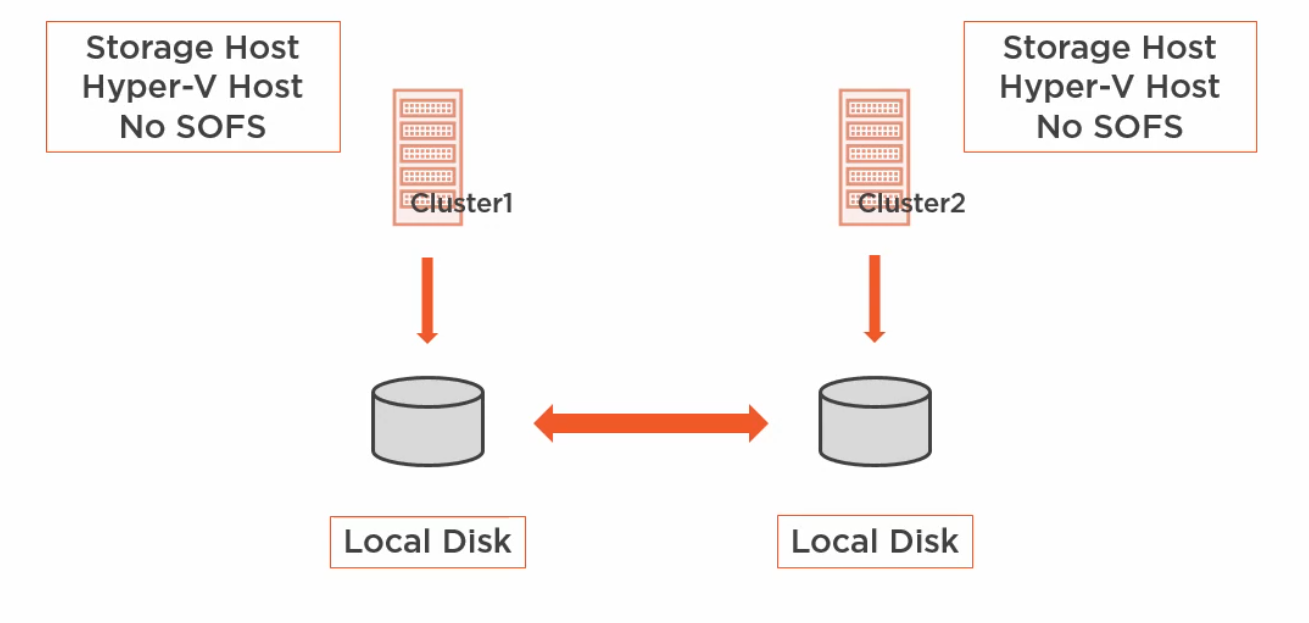 Storage Host
Hyper-V Host
No SOFS
Storage Host
Hyper-V Host
No SOFS
Cluster1
Cluster2
Local Disk
Local Disk